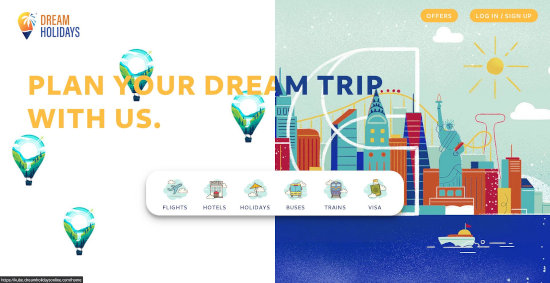 DREAM
HOLIDAYS
OFFERS
LOG IN / SIGN UP
PLAN YOUR DREAM TRIP
WITH US.
FLIGHTS
HOTELS
HOLIDAYS
BUSES
TRAINS
VISA